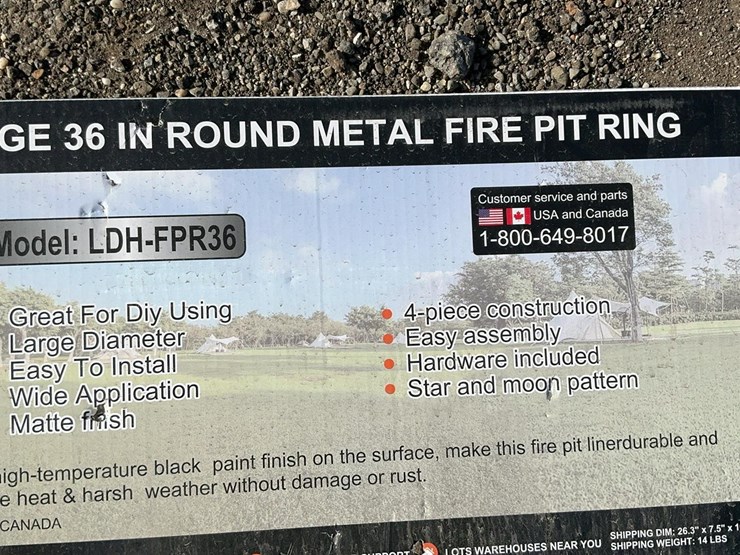 GE 36 IN ROUND METAL FIRE PIT RING
Model: LDH-FPR36
Customer service and parts
USA and Canada
1-800-649-8017
Great For Diy Using
Large Diameter
Easy To Install
Wide Application
Matte finish
4-piece construction
Easy assembly
Hardware included
Star and moon pattern
igh-temperature black paint finish on the surface, make this fire pit linerdurable and
e heat & harsh weather without damage or rust.
CANADA
LOTS WAREHOUSES NEAR YOU
SHIPPING DIM: 26.3" x 7.5" x 1
SHIPPING WEIGHT: 14 LBS